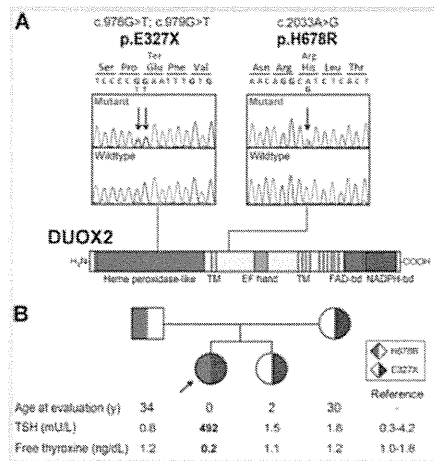 A
c.978G>T; c.979G>T
p.E327X
Ter
Ser Pro Glu Phe Val
T C C C C G G A A T T T G T G
T T
Mutant
Wildtype
c.2033A>G
p.H678R
Arg
Asn Arg His Leu Thr
A A C A G G C A T C T C A C T
G
Mutant
Wildtype
DUOX2
H₂N
COOH
Heme peroxidase-like TM EF hand TM FAD-bd NADPH-bd
B
H678R
E327X
Reference
Age at evaluation (y) 34 0 2 30 -
TSH (mU/L) 0.8 492 1.5 1.8 0.3-4.2
Free thyroxine (ng/dL) 1.2 0.2 1.1 1.2 1.0-1.8